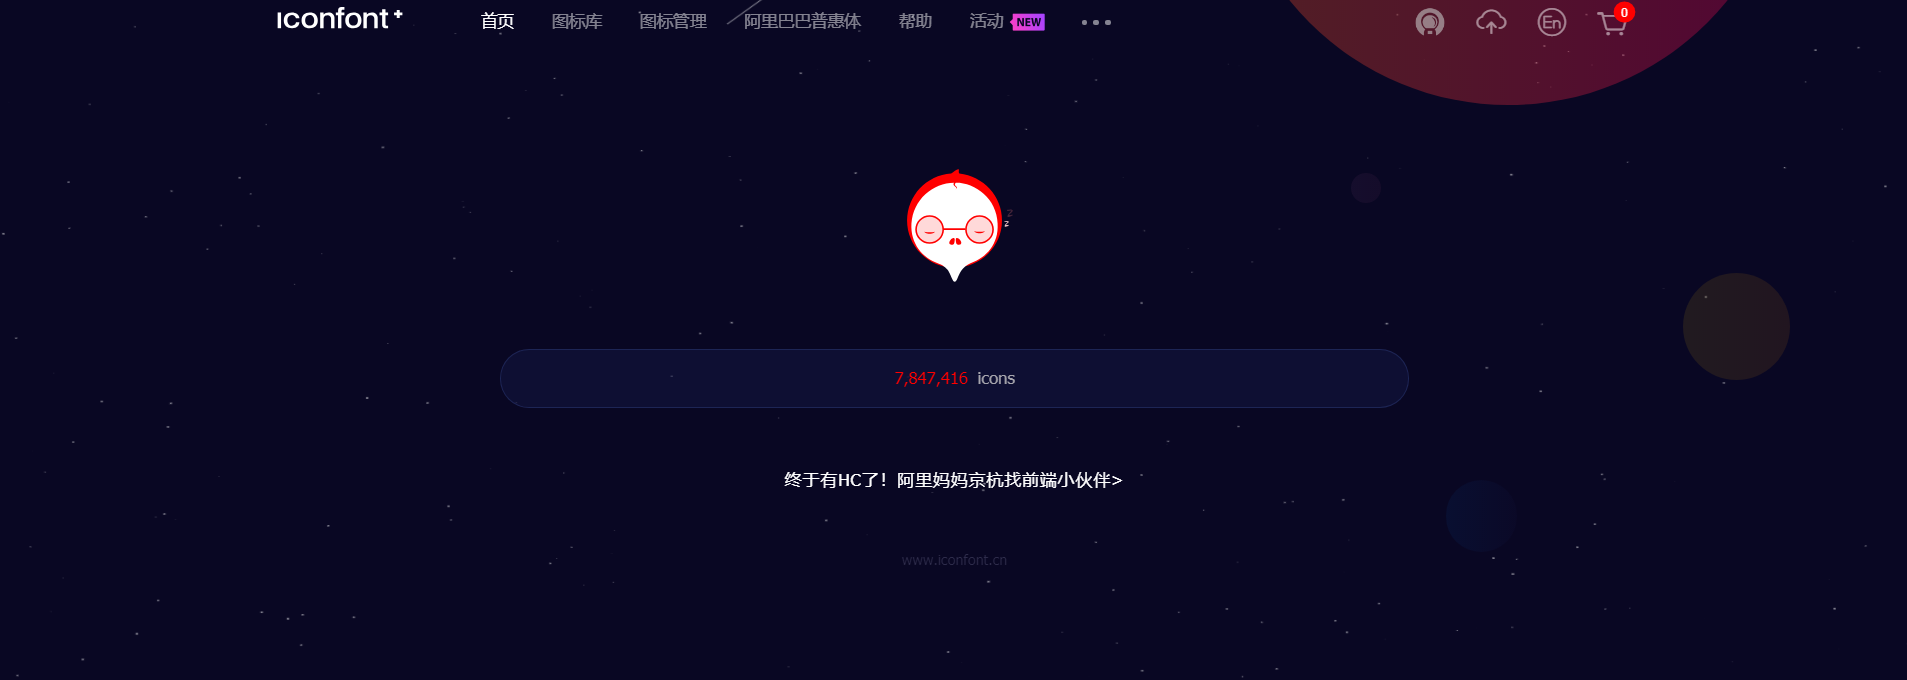 iconfont+
首页 图标库 图标管理 阿里巴巴普惠体 帮助 活动 NEW
En 0
z
z
7,847,416 icons
终于有HC了！阿里妈妈京杭找前端小伙伴>
www.iconfont.cn